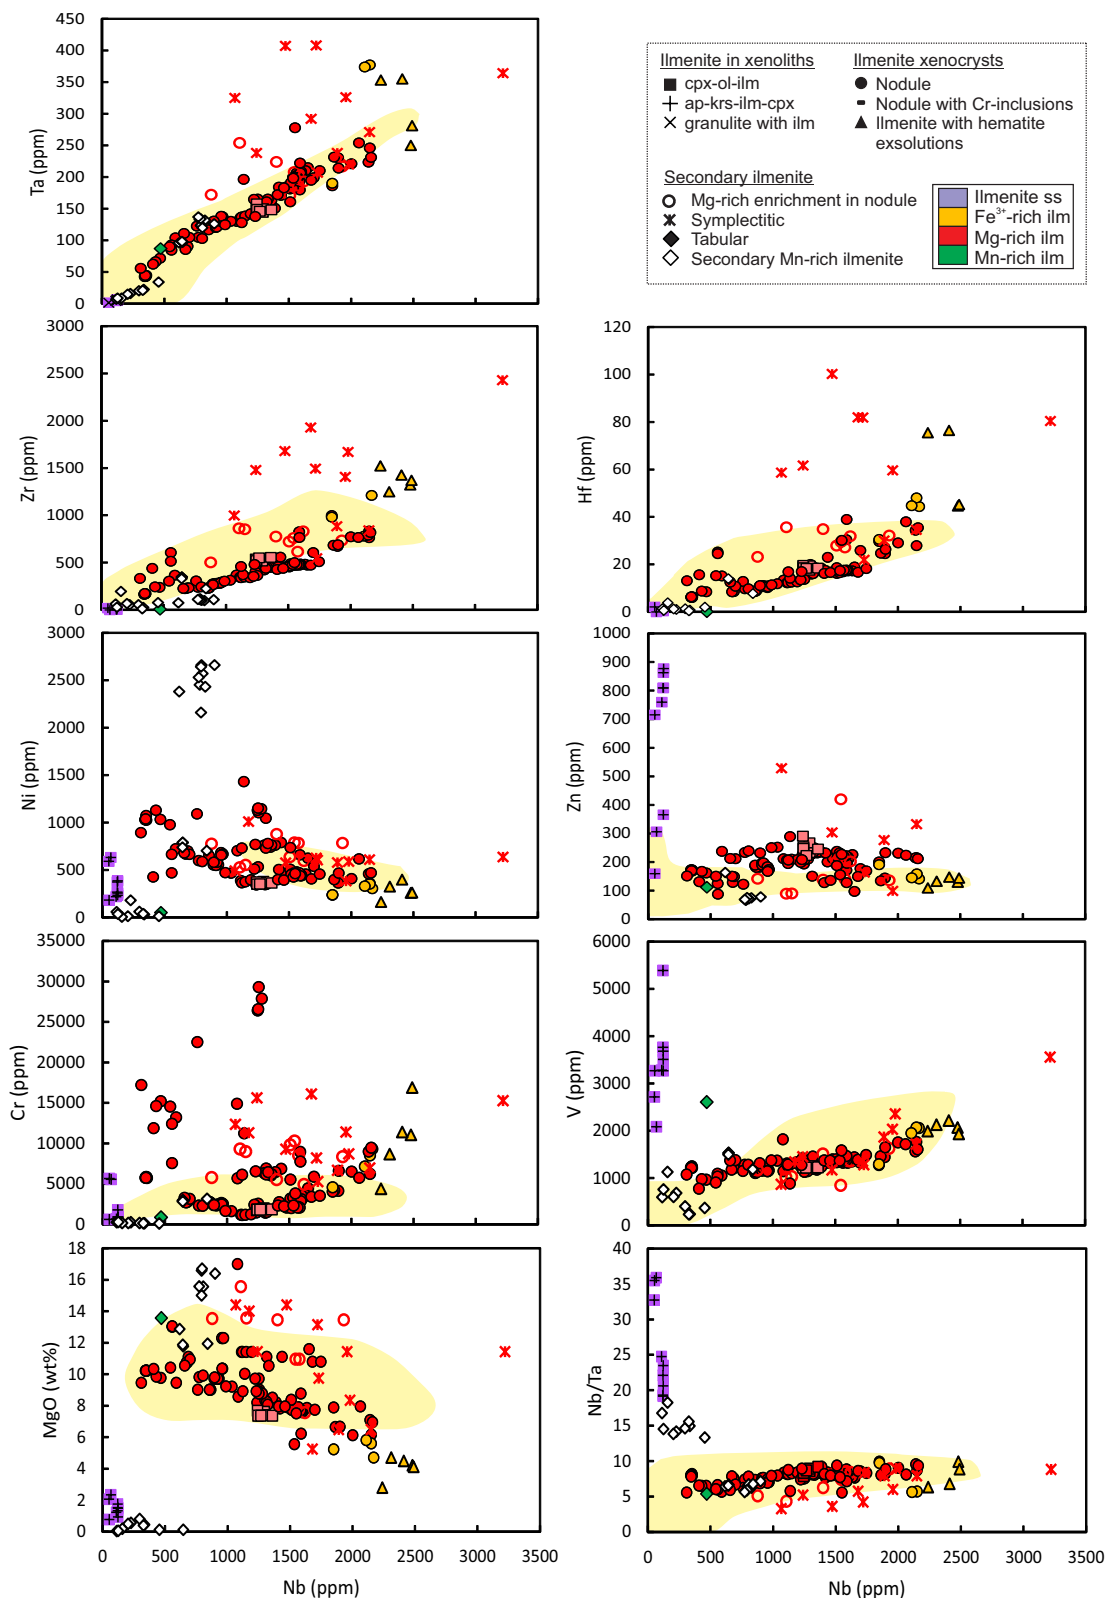 Ilmenite in xenoliths
cpx-ol-ilm
ap-krs-ilm-cpx
granulite with ilm
Ilmenite xenocrysts
Nodule
Nodule with Cr-inclusions
Ilmenite with hematite
exsolutions
Secondary ilmenite
Mg-rich enrichment in nodule
Symplectitic
Tabular
Secondary Mn-rich ilmenite
Ilmenite ss
Fe³⁺-rich ilm
Mg-rich ilm
Mn-rich ilm
Ta (ppm)
450
400
350
300
250
200
150
100
50
0
0 500 1000 1500 2000 2500 3000 3500
Zr (ppm)
3000
2500
2000
1500
1000
500
0
Hf (ppm)
120
100
80
60
40
20
0
Ni (ppm)
3000
2500
2000
1500
1000
500
0
Zn (ppm)
1000
900
800
700
600
500
400
300
200
100
0
Cr (ppm)
35000
30000
25000
20000
15000
10000
5000
0
V (ppm)
6000
5000
4000
3000
2000
1000
0
MgO (wt%)
18
16
14
12
10
8
6
4
2
0
0 500 1000 1500 2000 2500 3000 3500
Nb (ppm)
Nb/Ta
40
35
30
25
20
15
10
5
0
0 500 1000 1500 2000 2500 3000 3500
Nb (ppm)